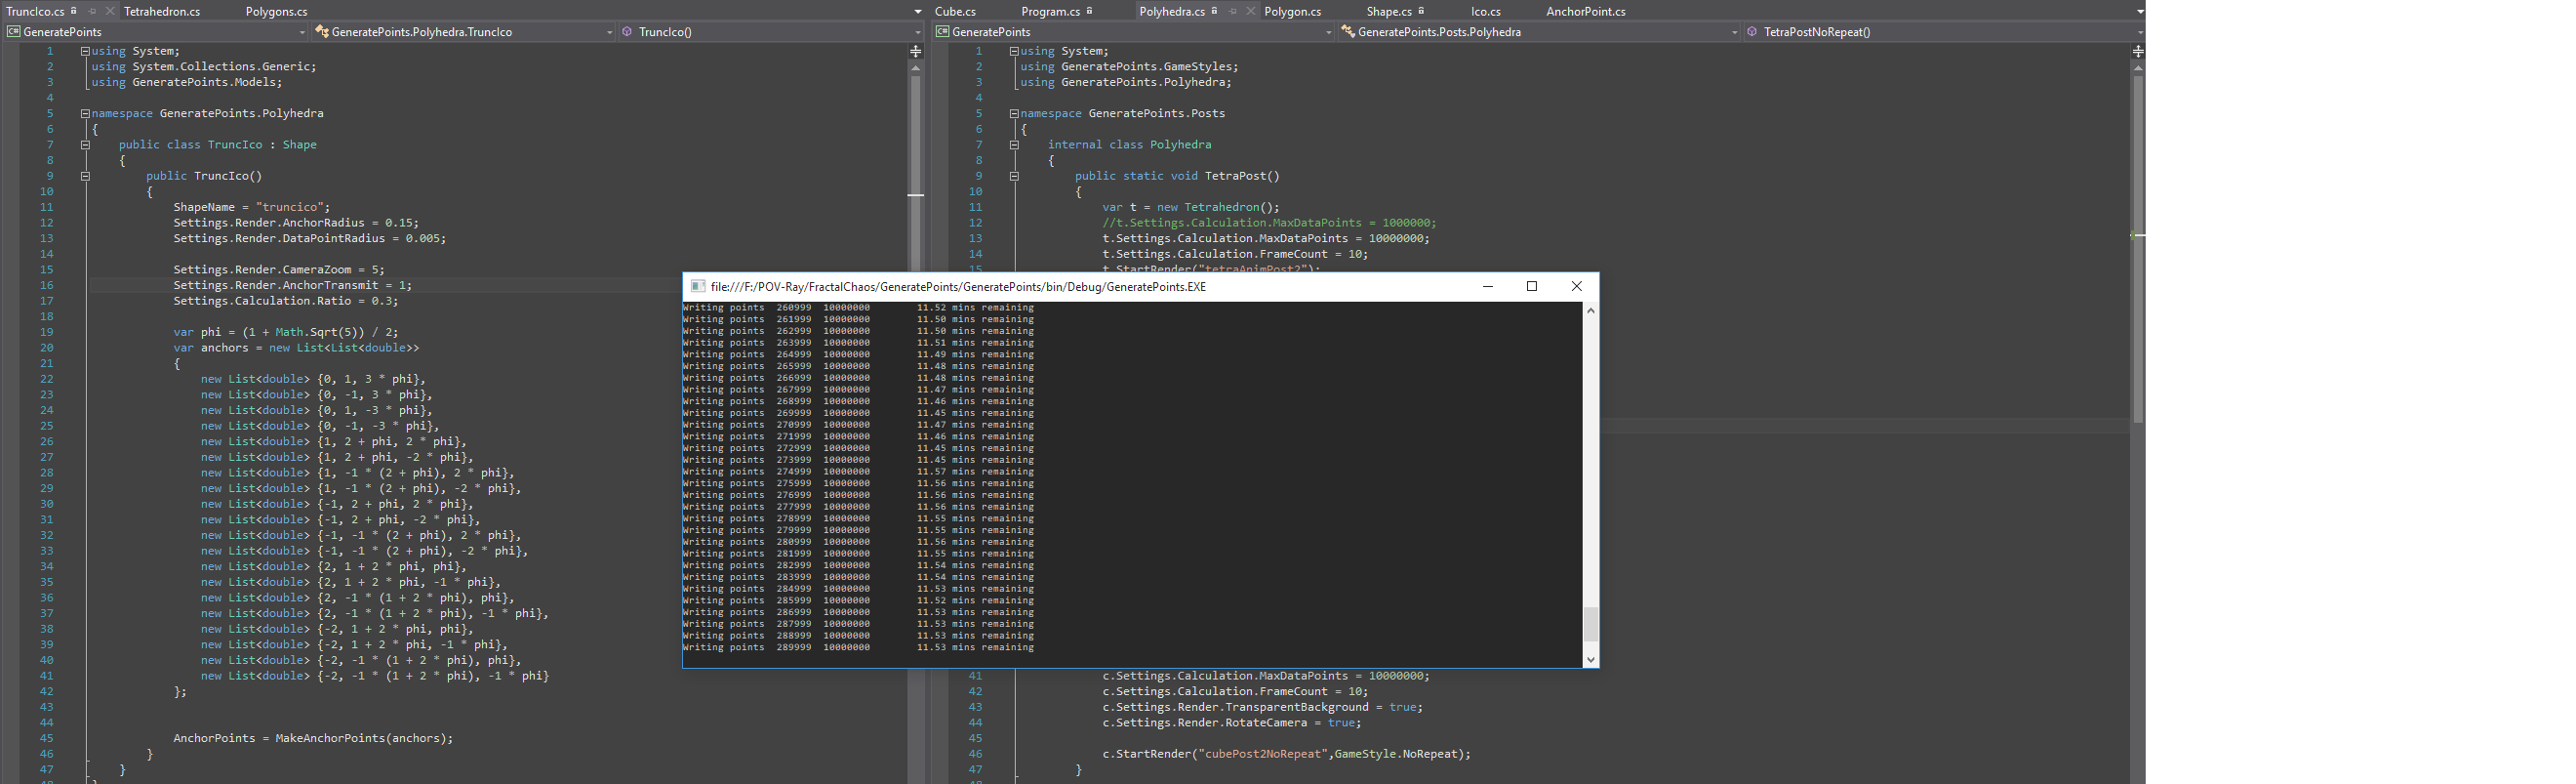 TruncIco.cs Tetrahedron.cs Polygons.cs
GeneratePoints GeneratePoints.Polyhedra.TruncIco TruncIco()
1 using System;
2 using System.Collections.Generic;
3 using GeneratePoints.Models;
4
5 namespace GeneratePoints.Polyhedra
6 {
7 public class TruncIco : Shape
8 {
9 public TruncIco()
10 {
11 ShapeName = "truncico";
12 Settings.Render.AnchorRadius = 0.15;
13 Settings.Render.DataPointRadius = 0.005;
14
15 Settings.Render.CameraZoom = 5;
16 Settings.Render.AnchorTransmit = 1;
17 Settings.Calculation.Ratio = 0.3;
18
19 var phi = (1 + Math.Sqrt(5)) / 2;
20 var anchors = new List<List<double>>
21 {
22 new List<double> {0, 1, 3 * phi},
23 new List<double> {0, -1, 3 * phi},
24 new List<double> {0, 1, -3 * phi},
25 new List<double> {0, -1, -3 * phi},
26 new List<double> {1, 2 + phi, 2 * phi},
27 new List<double> {1, 2 + phi, -2 * phi},
28 new List<double> {1, -1 * (2 + phi), 2 * phi},
29 new List<double> {1, -1 * (2 + phi), -2 * phi},
30 new List<double> {-1, 2 + phi, 2 * phi},
31 new List<double> {-1, 2 + phi, -2 * phi},
32 new List<double> {-1, -1 * (2 + phi), 2 * phi},
33 new List<double> {-1, -1 * (2 + phi), -2 * phi},
34 new List<double> {2, 1 + 2 * phi, phi},
35 new List<double> {2, 1 + 2 * phi, -1 * phi},
36 new List<double> {2, -1 * (1 + 2 * phi), phi},
37 new List<double> {2, -1 * (1 + 2 * phi), -1 * phi},
38 new List<double> {-2, 1 + 2 * phi, phi},
39 new List<double> {-2, 1 + 2 * phi, -1 * phi},
40 new List<double> {-2, -1 * (1 + 2 * phi), phi},
41 new List<double> {-2, -1 * (1 + 2 * phi), -1 * phi}
42 };
43
44
45 AnchorPoints = MakeAnchorPoints(anchors);
46 }
47 }
48 }
Cube.cs Program.cs Polyhedra.cs Polygon.cs Shape.cs Ico.cs AnchorPoint.cs
GeneratePoints GeneratePoints.Posts.Polyhedra TetraPostNoRepeat()
1 using System;
2 using GeneratePoints.GameStyles;
3 using GeneratePoints.Polyhedra;
4
5 namespace GeneratePoints.Posts
6 {
7 internal class Polyhedra
8 {
9 public static void TetraPost()
10 {
11 var t = new Tetrahedron();
12 //t.Settings.Calculation.MaxDataPoints = 1000000;
13 t.Settings.Calculation.MaxDataPoints = 10000000;
14 t.Settings.Calculation.FrameCount = 10;
15 t.StartRender("tetraAnimPost2");
file:///F:/POV-Ray/FractalChaos/GeneratePoints/GeneratePoints/bin/Debug/GeneratePoints.EXE
Writing points 260999 10000000 11.52 mins remaining
Writing points 261999 10000000 11.50 mins remaining
Writing points 262999 10000000 11.50 mins remaining
Writing points 263999 10000000 11.51 mins remaining
Writing points 264999 10000000 11.49 mins remaining
Writing points 265999 10000000 11.48 mins remaining
Writing points 266999 10000000 11.48 mins remaining
Writing points 267999 10000000 11.47 mins remaining
Writing points 268999 10000000 11.46 mins remaining
Writing points 269999 10000000 11.45 mins remaining
Writing points 270999 10000000 11.47 mins remaining
Writing points 271999 10000000 11.46 mins remaining
Writing points 272999 10000000 11.45 mins remaining
Writing points 273999 10000000 11.45 mins remaining
Writing points 274999 10000000 11.57 mins remaining
Writing points 275999 10000000 11.56 mins remaining
Writing points 276999 10000000 11.56 mins remaining
Writing points 277999 10000000 11.56 mins remaining
Writing points 278999 10000000 11.55 mins remaining
Writing points 279999 10000000 11.55 mins remaining
Writing points 280999 10000000 11.56 mins remaining
Writing points 281999 10000000 11.55 mins remaining
Writing points 282999 10000000 11.54 mins remaining
Writing points 283999 10000000 11.54 mins remaining
Writing points 284999 10000000 11.53 mins remaining
Writing points 285999 10000000 11.52 mins remaining
Writing points 286999 10000000 11.53 mins remaining
Writing points 287999 10000000 11.53 mins remaining
Writing points 288999 10000000 11.53 mins remaining
Writing points 289999 10000000 11.53 mins remaining
41 c.Settings.Calculation.MaxDataPoints = 10000000;
42 c.Settings.Calculation.FrameCount = 10;
43 c.Settings.Render.TransparentBackground = true;
44 c.Settings.Render.RotateCamera = true;
45
46 c.StartRender("cubePost2NoRepeat",GameStyle.NoRepeat);
47 }